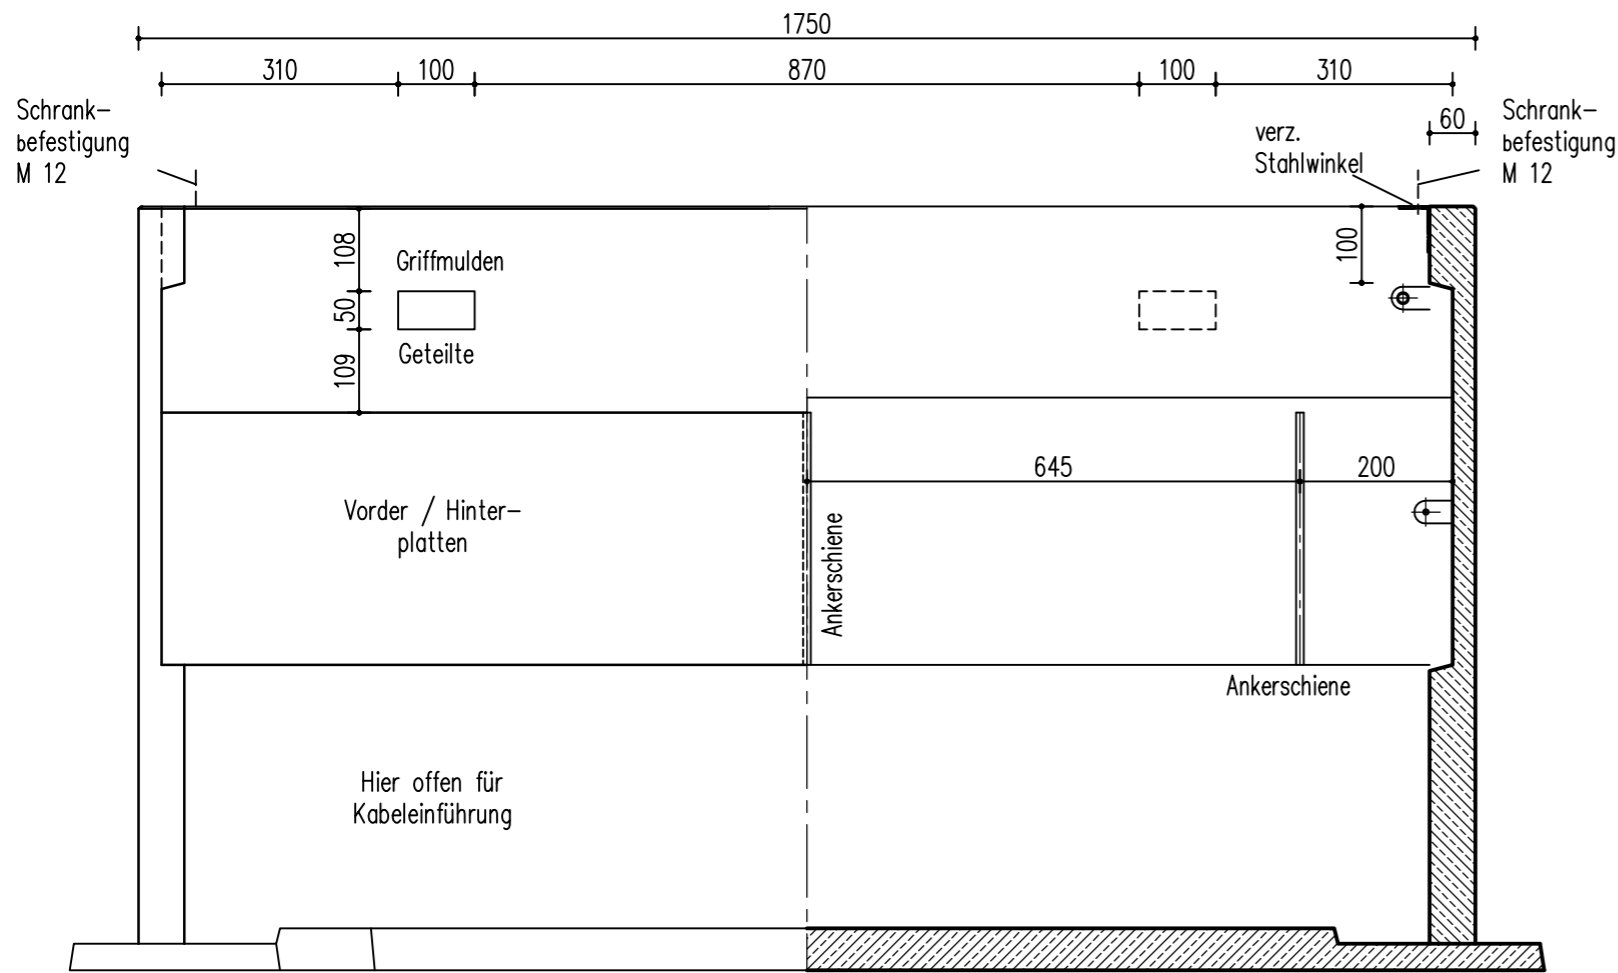 1750
310
100
870
100
310
Schrank-
befestigung
M 12
verz.
Stahlwinkel
60
Schrank-
befestigung
M 12
108
Griffmulden
100
50
Geteilte
109
645
200
Vorder / Hinter-
platten
Ankerschiene
Ankerschiene
Hier offen für
Kabeleinführung